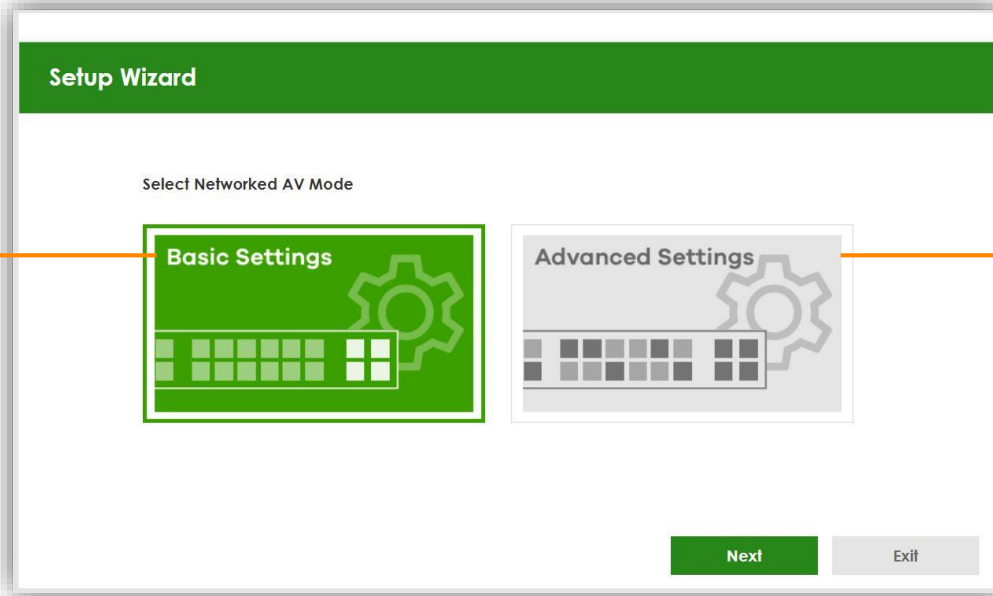 Setup Wizard
Select Networked AV Mode
Basic Settings
Advanced Settings
Next
Exit